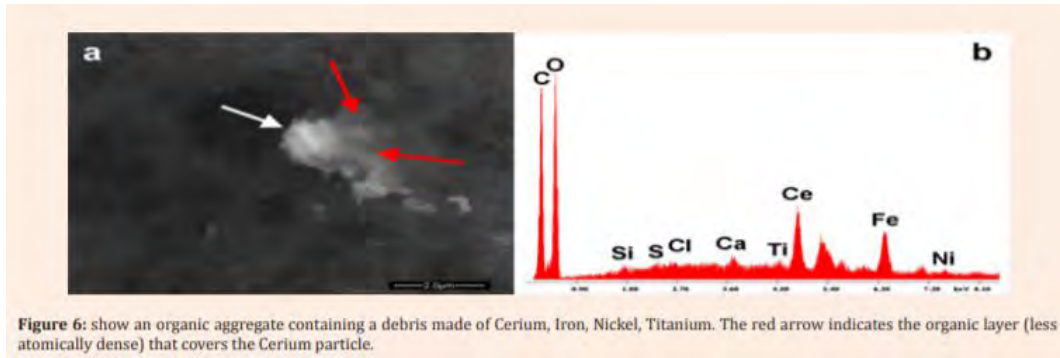 a
b
C
O
Si
S
Cl
Ca
Ti
Ce
Fe
Ni
Figure 6: show an organic aggregate containing a debris made of Cerium, Iron, Nickel, Titanium. The red arrow indicates the organic layer (less
atomically dense) that covers the Cerium particle.